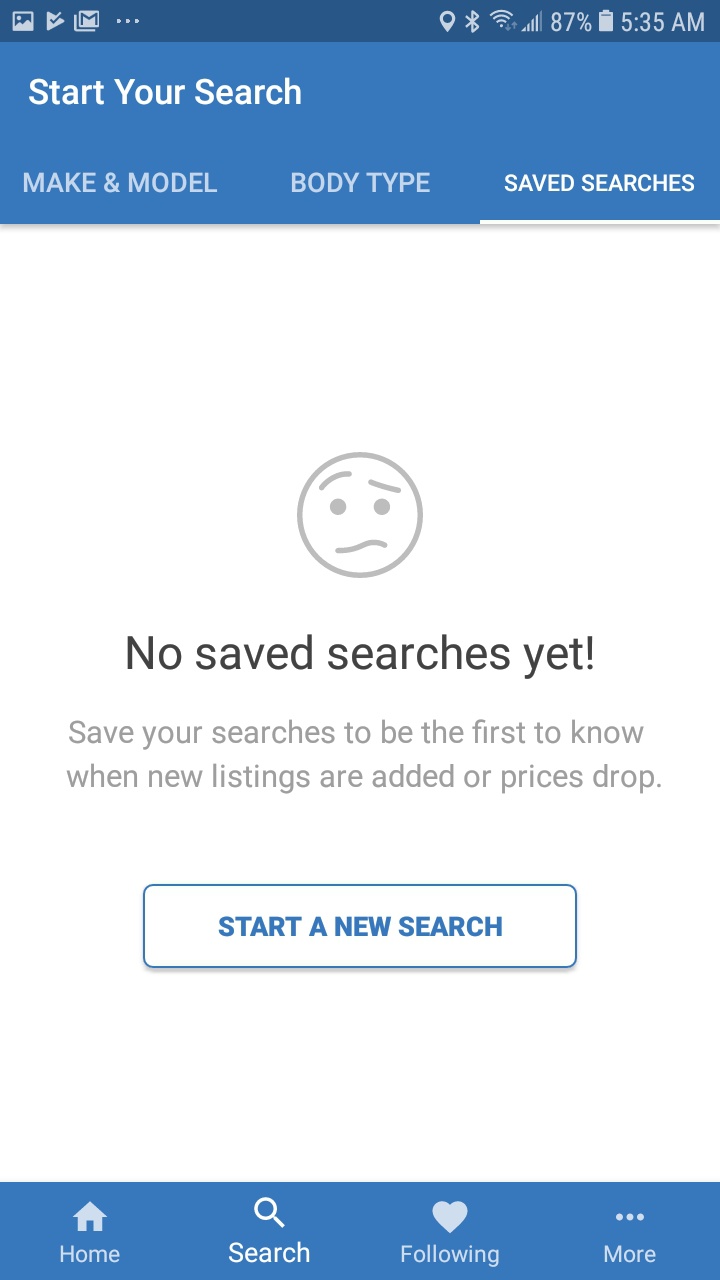 87% 5:35 AM
Start Your Search
MAKE & MODEL BODY TYPE SAVED SEARCHES
No saved searches yet!
Save your searches to be the first to know
when new listings are added or prices drop.
START A NEW SEARCH
Home Search Following More